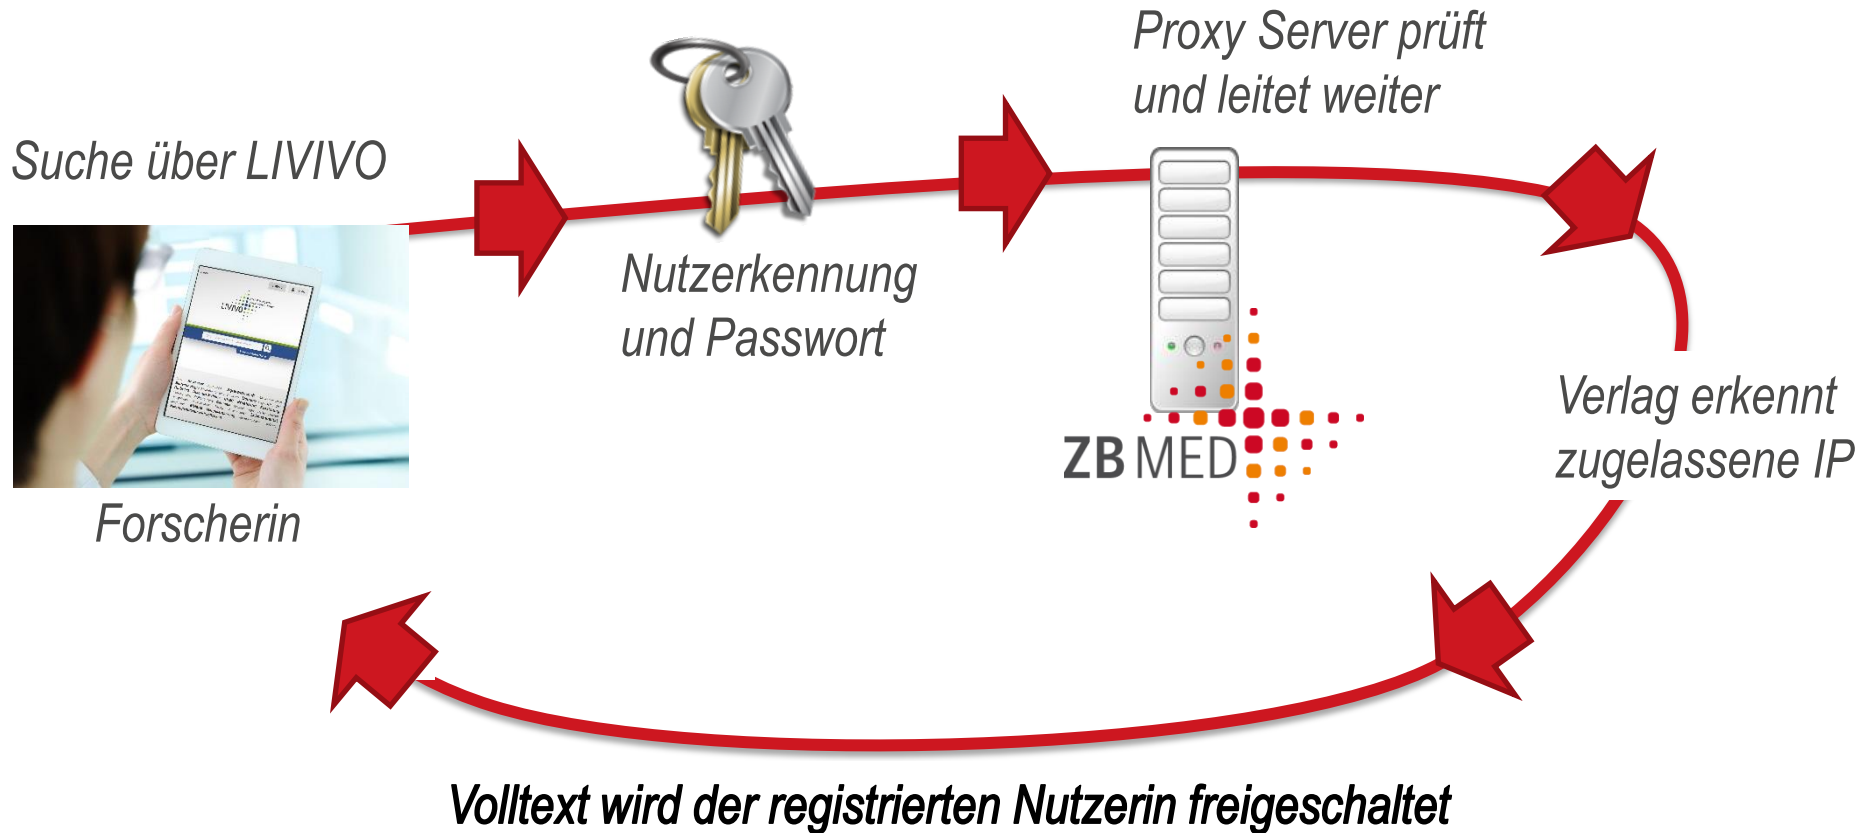 Suche über LIVIVO
Forscherin
Nutzerkennung
und Passwort
Proxy Server prüft
und leitet weiter
ZB MED
Verlag erkennt
zugelassene IP
Volltext wird der registrierten Nutzerin freigeschaltet
LIVIVO